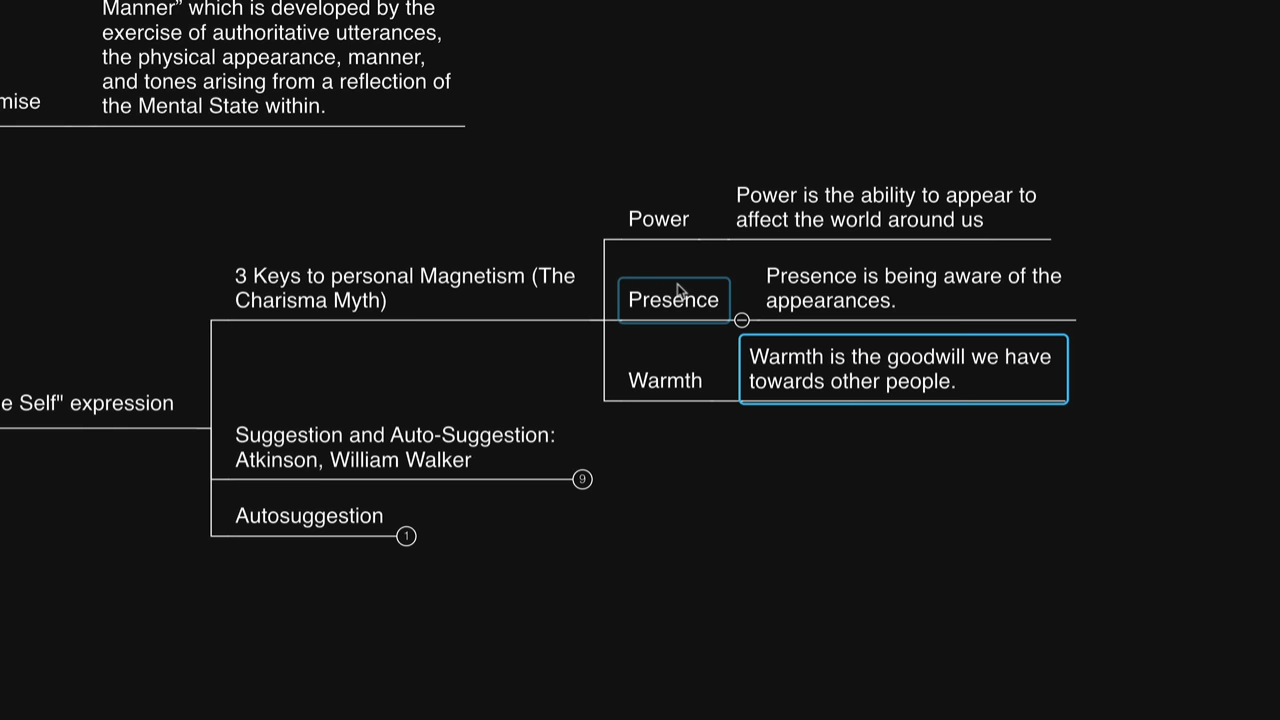 Manner” which is developed by the
exercise of authoritative utterances,
the physical appearance, manner,
and tones arising from a reflection of
the Mental State within.
mise
Power
Power is the ability to appear to
affect the world around us
3 Keys to personal Magnetism (The
Charisma Myth)
Presence
Presence is being aware of the
appearances.
Warmth
Warmth is the goodwill we have
towards other people.
e Self" expression
Suggestion and Auto-Suggestion:
Atkinson, William Walker
9
Autosuggestion
1